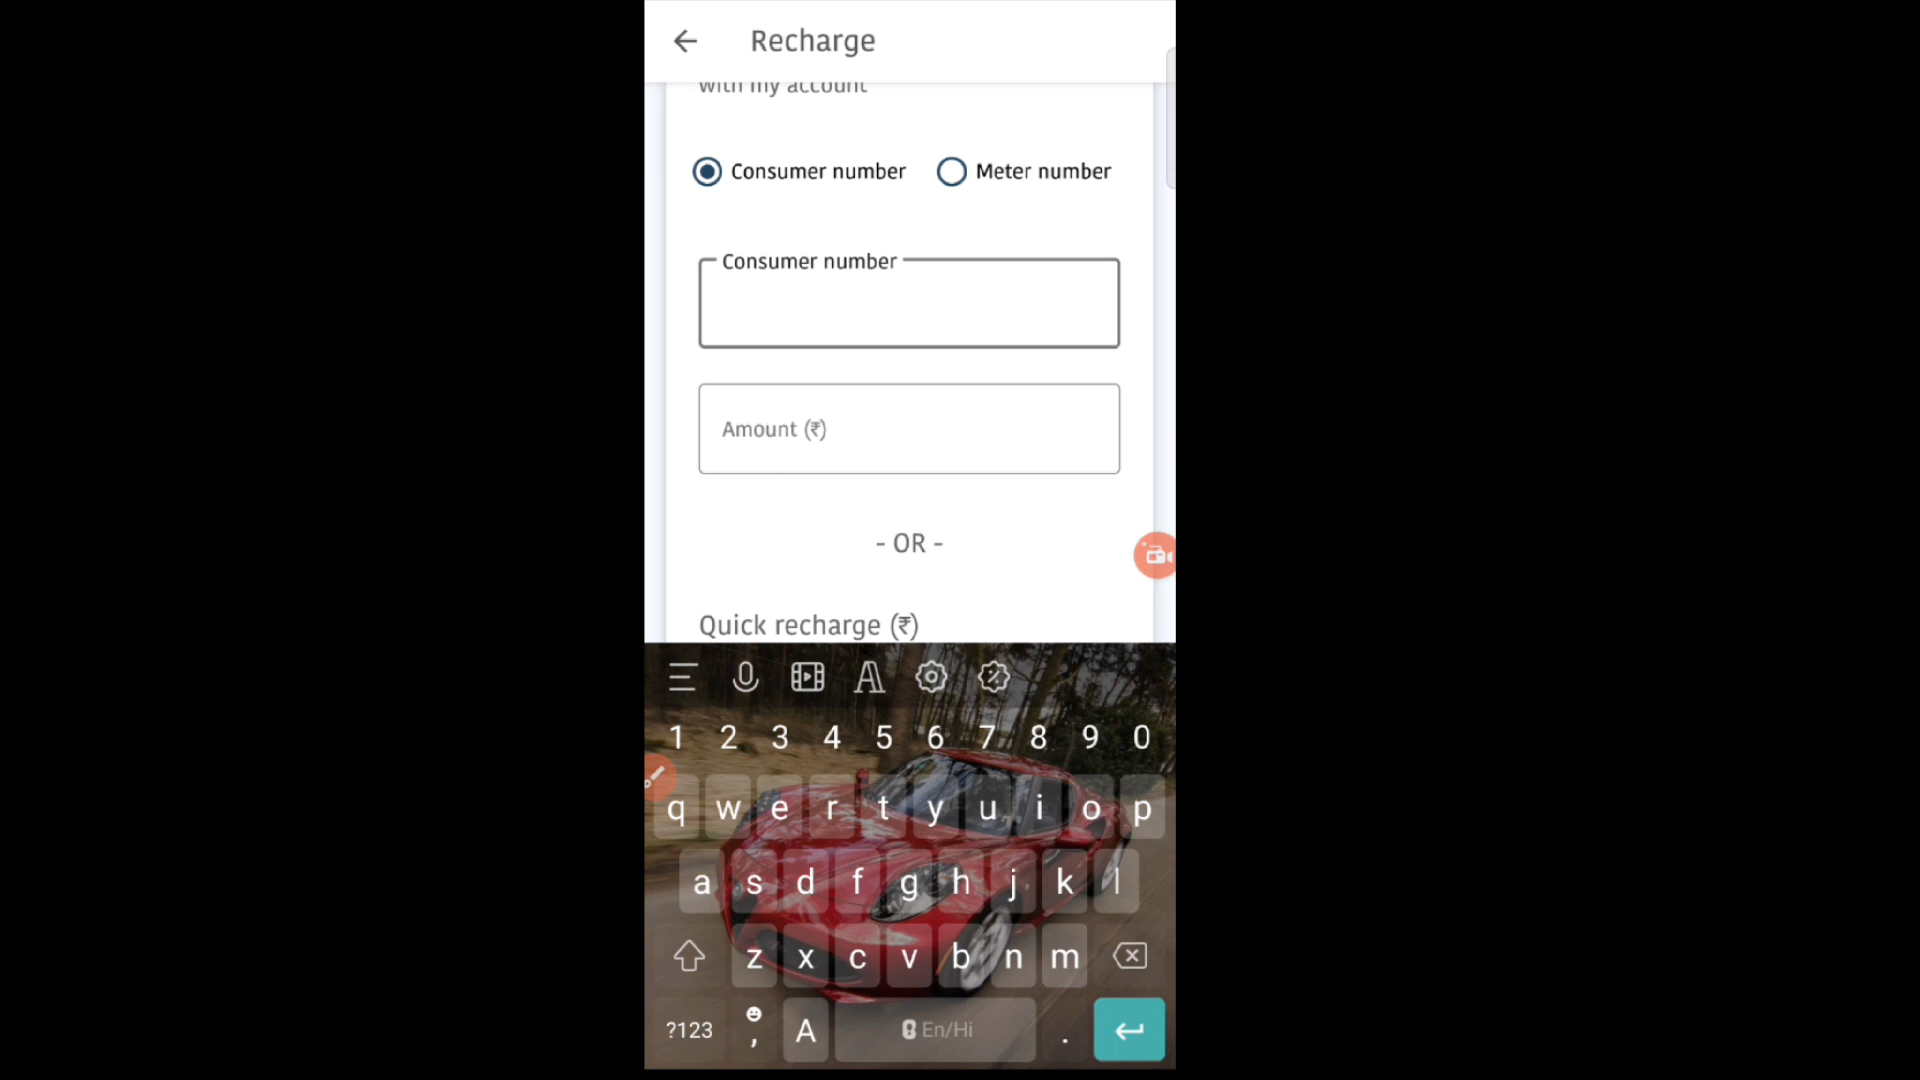 Recharge
with my account
Consumer number Meter number
Consumer number
Amount (₹)
- OR -
Quick recharge (₹)
1 2 3 4 5 6 7 8 9 0
q w e r t y u i o p
a s d f g h j k l
z x c v b n m
?123 , A En/Hi .